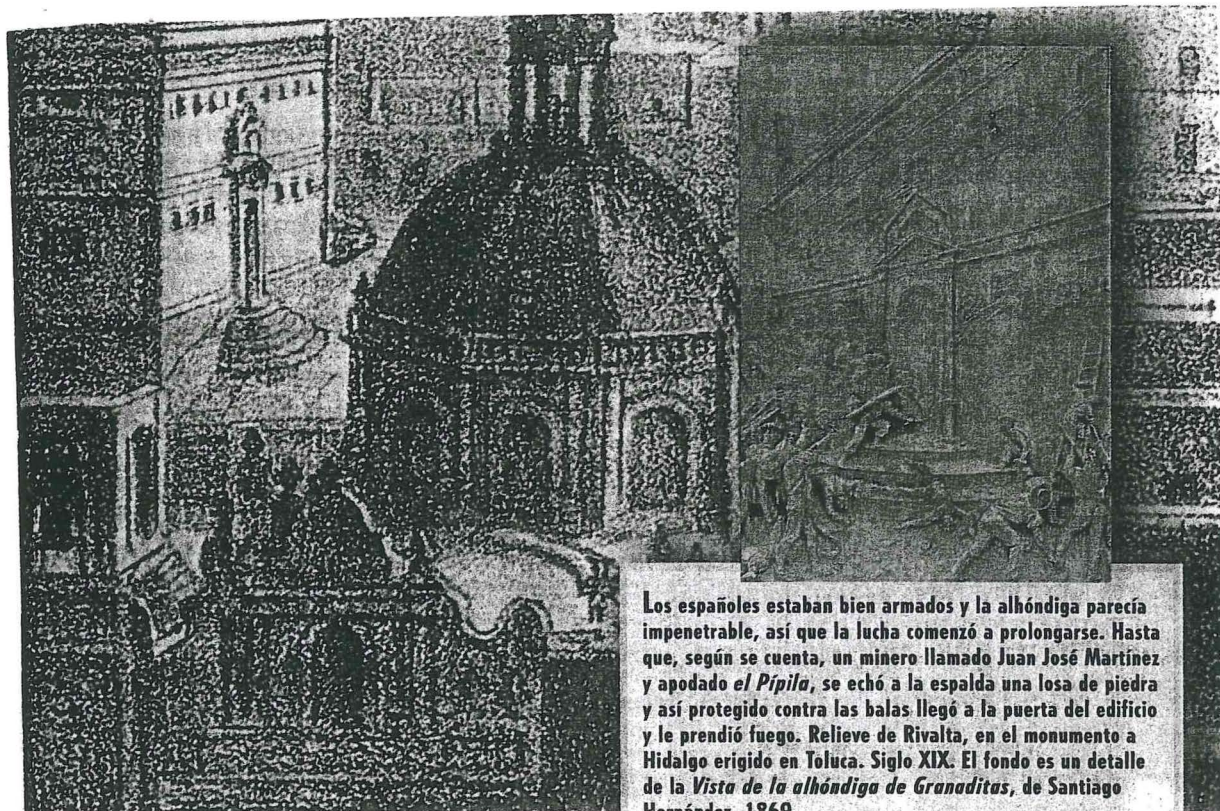 Los españoles estaban bien armados y la alhóndiga parecía
impenetrable, así que la lucha comenzó a prolongarse. Hasta
que, según se cuenta, un minero llamado Juan José Martínez
y apodado el Pípila, se echó a la espalda una losa de piedra
y así protegido contra las balas llegó a la puerta del edificio
y le prendió fuego. Relieve de Rivalta, en el monumento a
Hidalgo erigido en Toluca. Siglo XIX. El fondo es un detalle
de la Vista de la alhóndiga de Granaditas, de Santiago
Hernández, 1869.